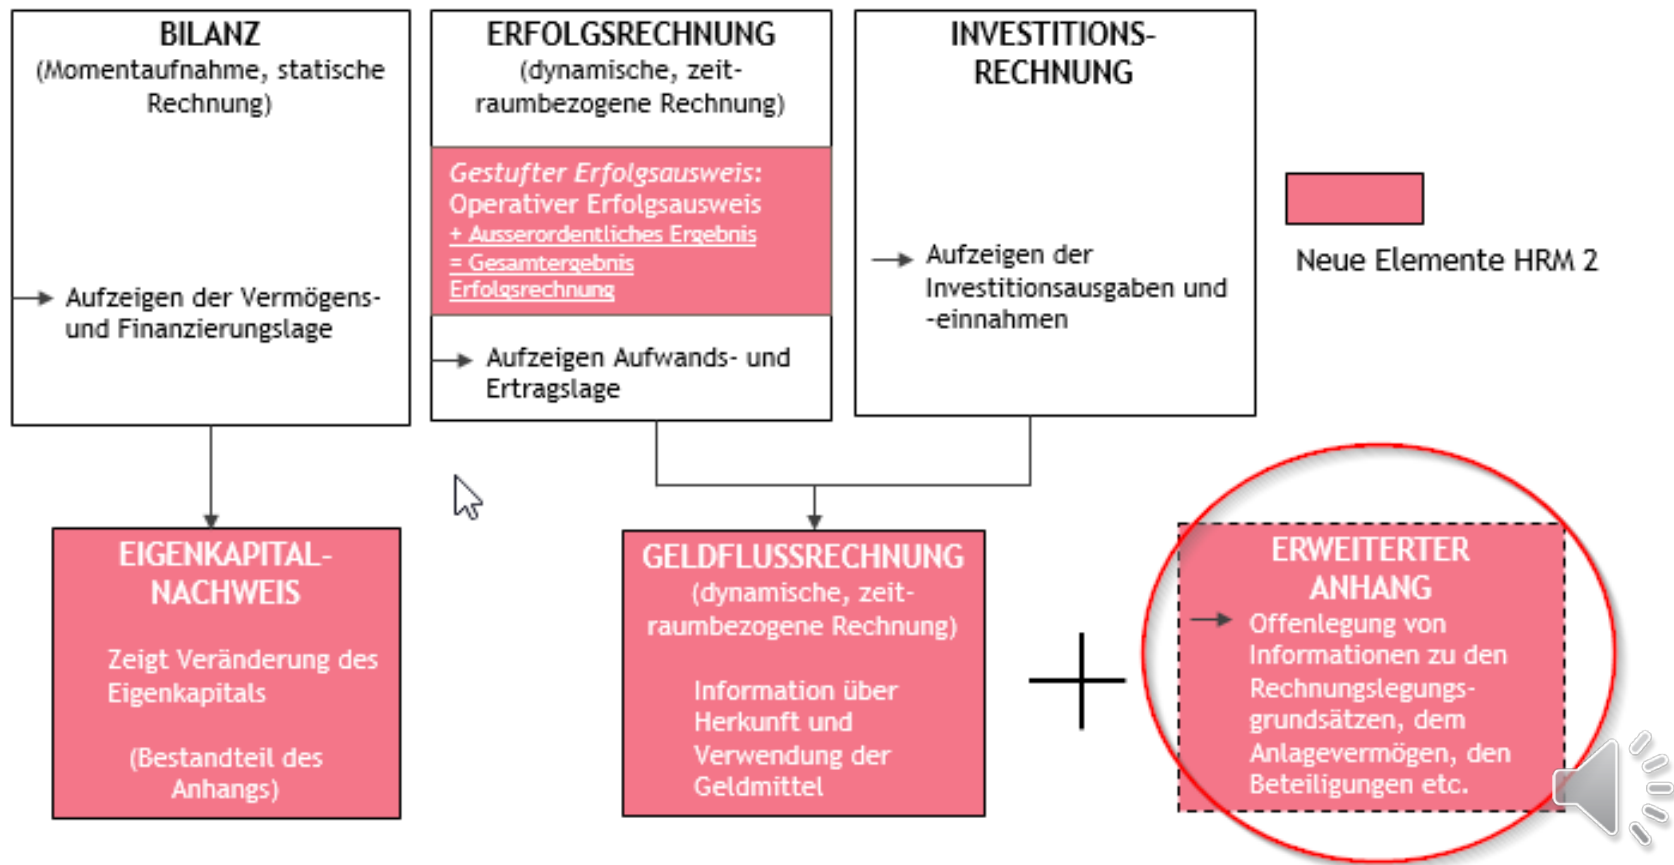 BILANZ
(Momentaufnahme, statische
Rechnung)
Aufzeigen der Vermögens-
und Finanzierungslage
ERFOLGSRECHNUNG
(dynamische, zeit-
raumbezogene Rechnung)
Gestufter Erfolgsausweis:
Operativer Erfolgsausweis
+ Ausserordentliches Ergebnis
= Gesamtergebnis
Erfolgsrechnung
Aufzeigen Aufwands- und
Ertragslage
INVESTITIONS-
RECHNUNG
Aufzeigen der
Investitionsausgaben und
-einnahmen
Neue Elemente HRM 2
EIGENKAPITAL-
NACHWEIS
Zeigt Veränderung des
Eigenkapitals
(Bestandteil des
Anhangs)
GELDFLUSSRECHNUNG
(dynamische, zeit-
raumbezogene Rechnung)
Information über
Herkunft und
Verwendung der
Geldmittel
ERWEITERTER
ANHANG
Offenlegung von
Informationen zu den
Rechnungslegungs-
grundsätzen, dem
Anlagevermögen, den
Beteiligungen etc.